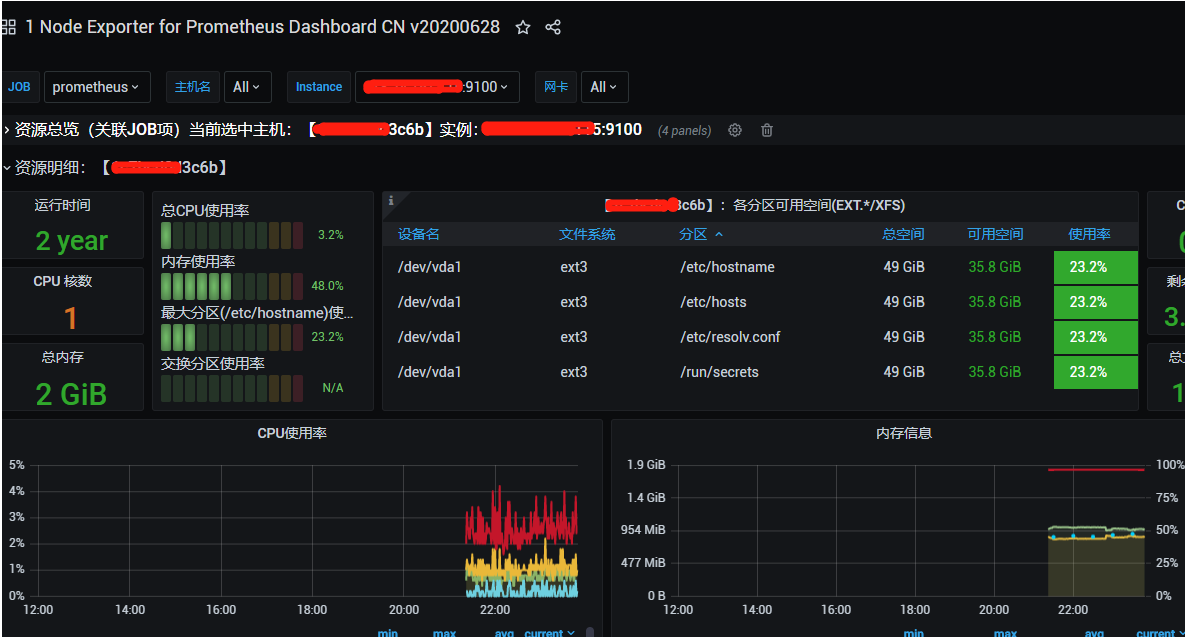 1 Node Exporter for Prometheus Dashboard CN v20200628
JOB prometheus 主机名 All Instance :9100 网卡 All
资源总览（关联JOB项）当前选中主机：【3c6b】实例：5:9100 (4 panels)
资源明细：【3c6b】
运行时间
2 year
CPU 核数
1
总内存
2 GiB
总CPU使用率
3.2%
内存使用率
48.0%
最大分区(/etc/hostname)使...
23.2%
交换分区使用率
N/A
【3c6b】：各分区可用空间(EXT.*/XFS)
设备名 文件系统 分区 总空间 可用空间 使用率
/dev/vda1 ext3 /etc/hostname 49 GiB 35.8 GiB 23.2%
/dev/vda1 ext3 /etc/hosts 49 GiB 35.8 GiB 23.2%
/dev/vda1 ext3 /etc/resolv.conf 49 GiB 35.8 GiB 23.2%
/dev/vda1 ext3 /run/secrets 49 GiB 35.8 GiB 23.2%
3.
CPU使用率
5%
4%
3%
2%
1%
0%
12:00 14:00 16:00 18:00 20:00 22:00
min max avg current
内存信息
1.9 GiB 100%
1.4 GiB 75%
954 MiB 50%
477 MiB 25%
0 B 0%
12:00 14:00 16:00 18:00 20:00 22:00
min max avg current